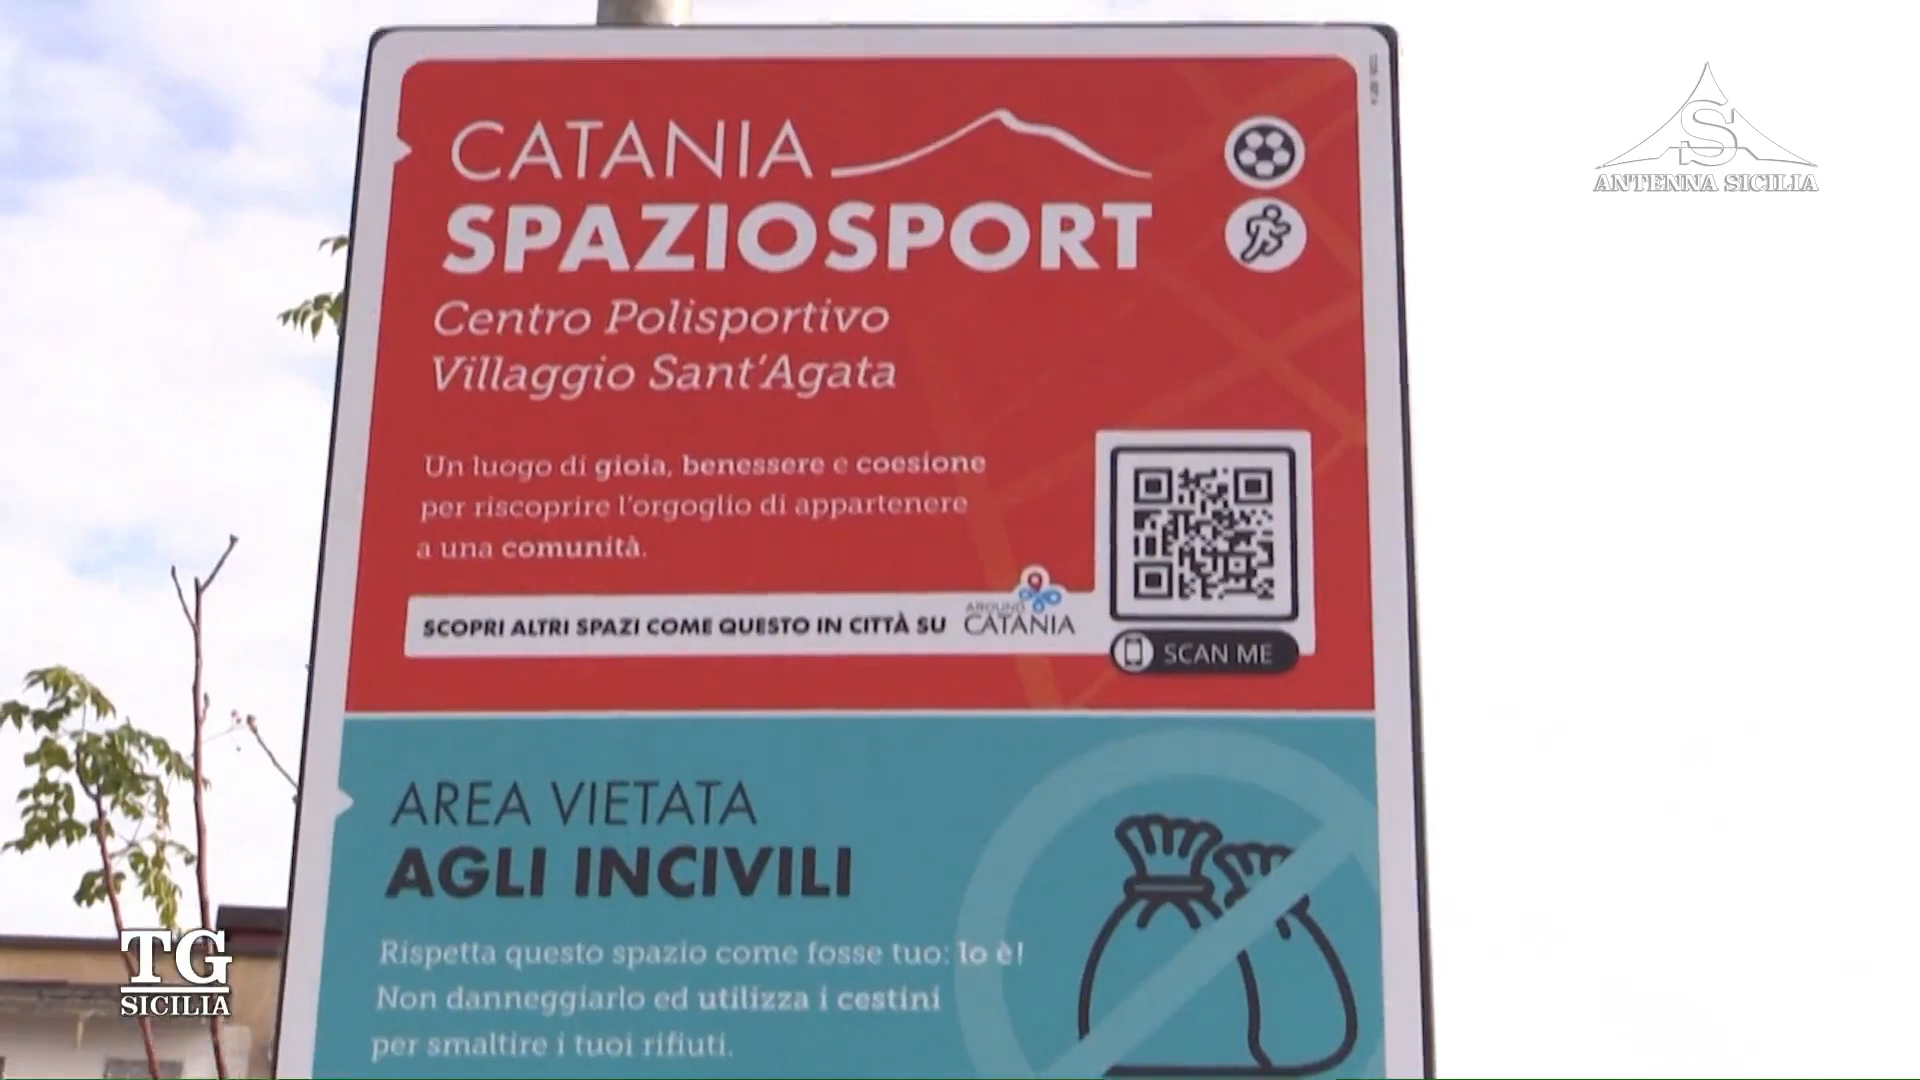 CATANIA
SPAZIOSPORT
Centro Polisportivo
Villaggio Sant'Agata
Un luogo di gioia, benessere e coesione
per riscoprire l'orgoglio di appartenere
a una comunità.
SCOPRI ALTRI SPAZI COME QUESTO IN CITTÀ SU
AROUND
CATANIA
SCAN ME
AREA VIETATA
AGLI INCIVILI
Rispetta questo spazio come fosse tuo: lo è!
Non danneggiarlo ed utilizza i cestini
per smaltire i tuoi rifiuti.
S
ANTENNA SICILIA
TG
SICILIA